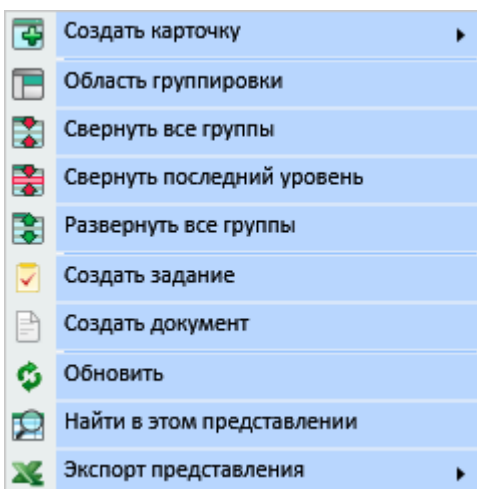 Создать карточку
Область группировки
Свернуть все группы
Свернуть последний уровень
Развернуть все группы
Создать задание
Создать документ
Обновить
Найти в этом представлении
Экспорт представления